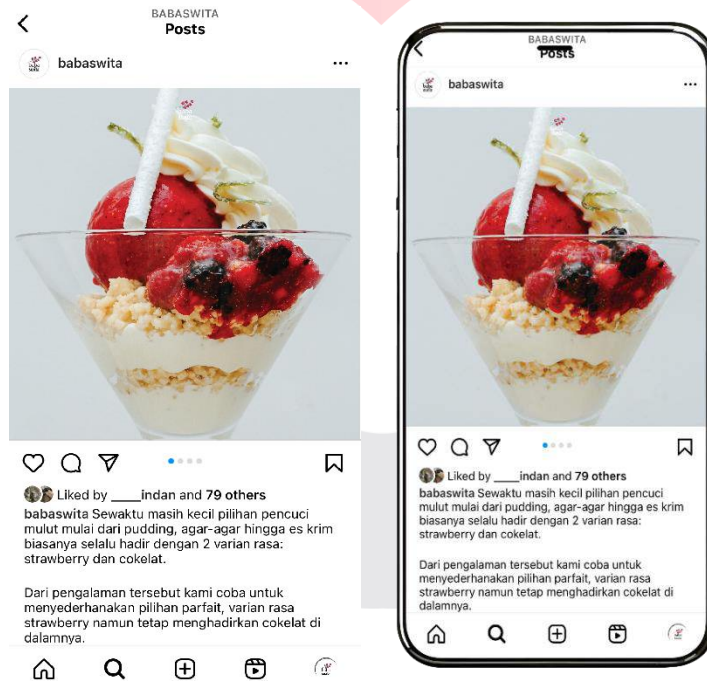 BABASWITA
Posts
babaswita
Liked by ____indan and 79 others
babaswita Sewaktu masih kecil pilihan pencuci
mulut mulai dari pudding, agar-agar hingga es krim
biasanya selalu hadir dengan 2 varian rasa:
strawberry dan cokelat.
Dari pengalaman tersebut kami coba untuk
menyederhanakan pilihan parfait, varian rasa
strawberry namun tetap menghadirkan cokelat di
dalamnya.
BABASWITA
Posts
babaswita
Liked by ____indan and 79 others
babaswita Sewaktu masih kecil pilihan pencuci
mulut mulai dari pudding, agar-agar hingga es krim
biasanya selalu hadir dengan 2 varian rasa:
strawberry dan cokelat.
Dari pengalaman tersebut kami coba untuk
menyederhanakan pilihan parfait, varian rasa
strawberry namun tetap menghadirkan cokelat di
dalamnya.